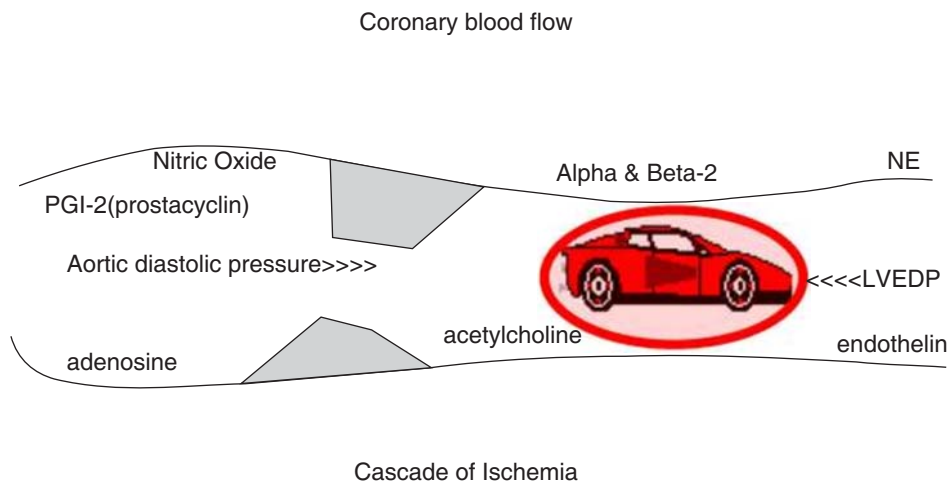 Coronary blood flow
Nitric Oxide
Alpha & Beta-2
NE
PGI-2(prostacyclin)
Aortic diastolic pressure>>>>
<<<<LVEDP
acetylcholine
endothelin
adenosine
Cascade of Ischemia